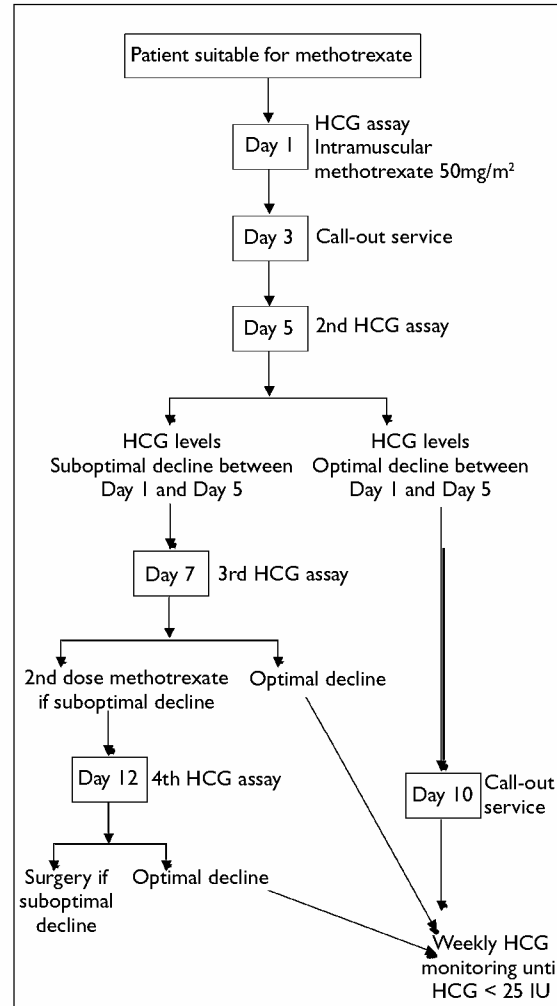 Patient suitable for methotrexate
Day 1
HCG assay
Intramuscular
methotrexate 50mg/m²
Day 3
Call-out service
Day 5
2nd HCG assay
HCG levels
Suboptimal decline between
Day 1 and Day 5
HCG levels
Optimal decline between
Day 1 and Day 5
Day 7
3rd HCG assay
2nd dose methotrexate
if suboptimal decline
Optimal decline
Day 12
4th HCG assay
Day 10
Call-out
service
Surgery if
suboptimal
decline
Optimal decline
Weekly HCG
monitoring unti
HCG < 25 IU